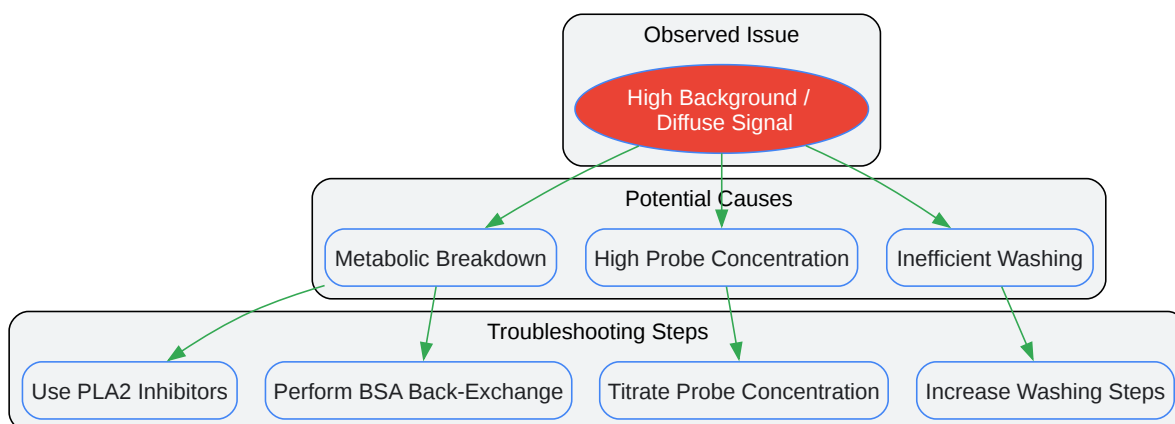 Observed Issue
High Background /
Diffuse Signal
Potential Causes
Metabolic Breakdown
High Probe Concentration
Inefficient Washing
Troubleshooting Steps
Use PLA2 Inhibitors
Perform BSA Back-Exchange
Titrate Probe Concentration
Increase Washing Steps